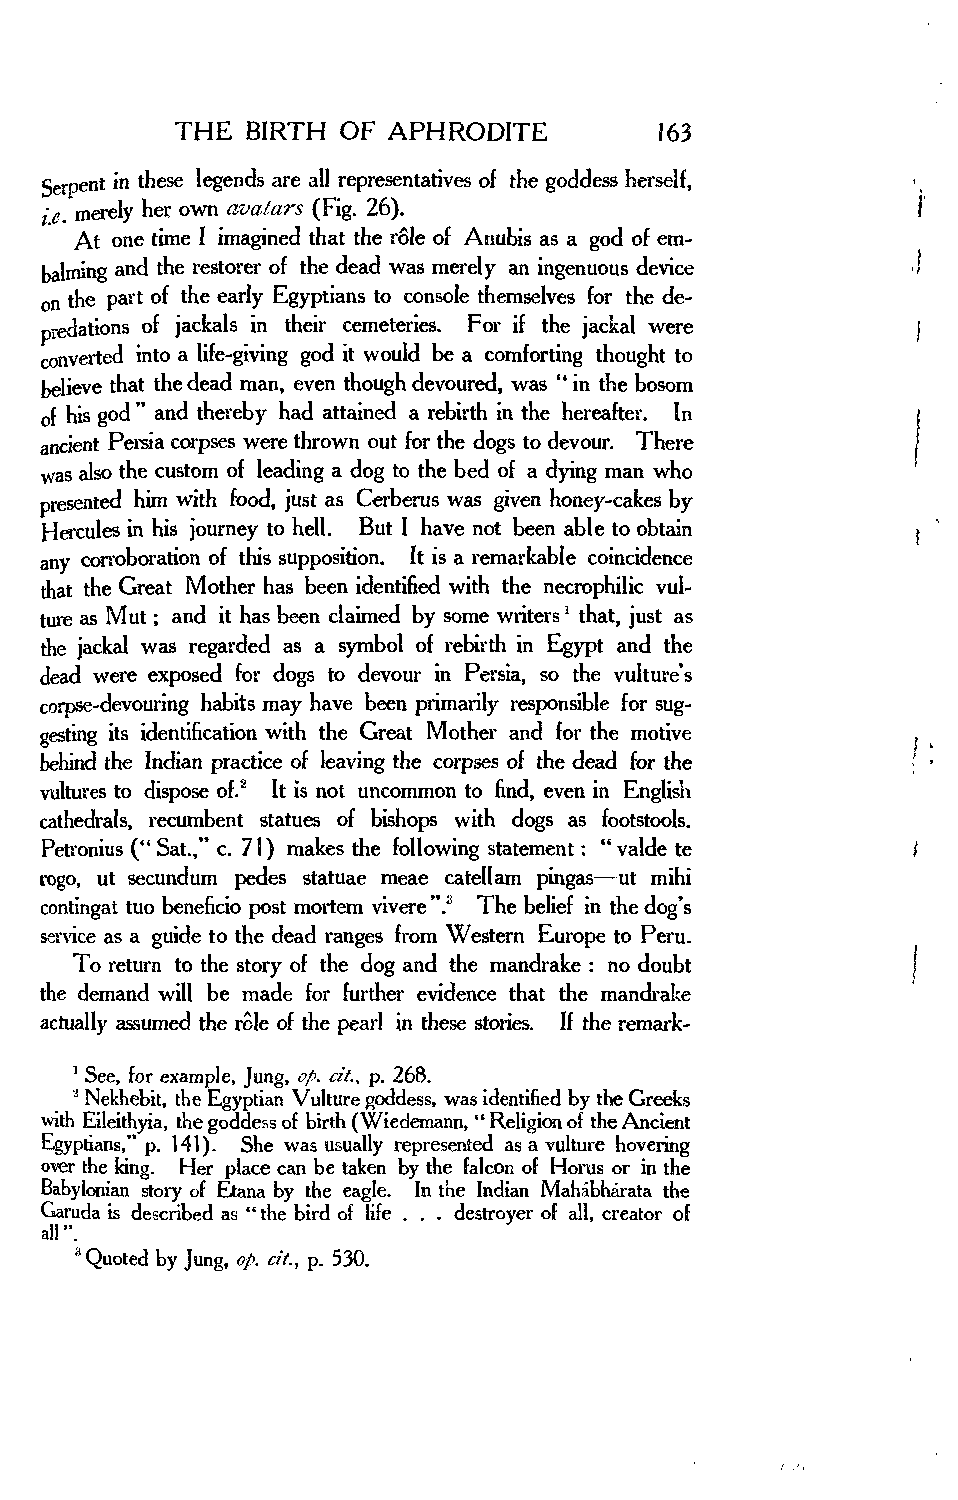 THE BIRTH OF APHRODITE 163
Serpent in these legends are all representatives of the goddess herself,
i.e. merely her own avatars (Fig. 26).
At one time I imagined that the rôle of Anubis as a god of em-
balming and the restorer of the dead was merely an ingenuous device
on the part of the early Egyptians to console themselves for the de-
predations of jackals in their cemeteries. For if the jackal were
converted into a life-giving god it would be a comforting thought to
believe that the dead man, even though devoured, was “in the bosom
of his god” and thereby had attained a rebirth in the hereafter. In
ancient Persia corpses were thrown out for the dogs to devour. There
was also the custom of leading a dog to the bed of a dying man who
presented him with food, just as Cerberus was given honey-cakes by
Hercules in his journey to hell. But I have not been able to obtain
any corroboration of this supposition. It is a remarkable coincidence
that the Great Mother has been identified with the necrophilic vul-
ture as Mut ; and it has been claimed by some writers¹ that, just as
the jackal was regarded as a symbol of rebirth in Egypt and the
dead were exposed for dogs to devour in Persia, so the vulture's
corpse-devouring habits may have been primarily responsible for sug-
gesting its identification with the Great Mother and for the motive
behind the Indian practice of leaving the corpses of the dead for the
vultures to dispose of.² It is not uncommon to find, even in English
cathedrals, recumbent statues of bishops with dogs as footstools.
Petronius (“Sat.,” c. 71) makes the following statement : “valde te
rogo, ut secundum pedes statuae meae catellam pingas—ut mihi
contingat tuo beneficio post mortem vivere”.³ The belief in the dog's
service as a guide to the dead ranges from Western Europe to Peru.
To return to the story of the dog and the mandrake : no doubt
the demand will be made for further evidence that the mandrake
actually assumed the rôle of the pearl in these stories. If the remark-
¹ See, for example, Jung, op. cit., p. 268.
² Nekhebit, the Egyptian Vulture goddess, was identified by the Greeks
with Eileithyia, the goddess of birth (Wiedemann, “Religion of the Ancient
Egyptians,” p. 141). She was usually represented as a vulture hovering
over the king. Her place can be taken by the falcon of Horus or in the
Babylonian story of Etana by the eagle. In the Indian Mahábhárata the
Garuda is described as “the bird of life . . . destroyer of all, creator of
all”.
³ Quoted by Jung, op. cit., p. 530.